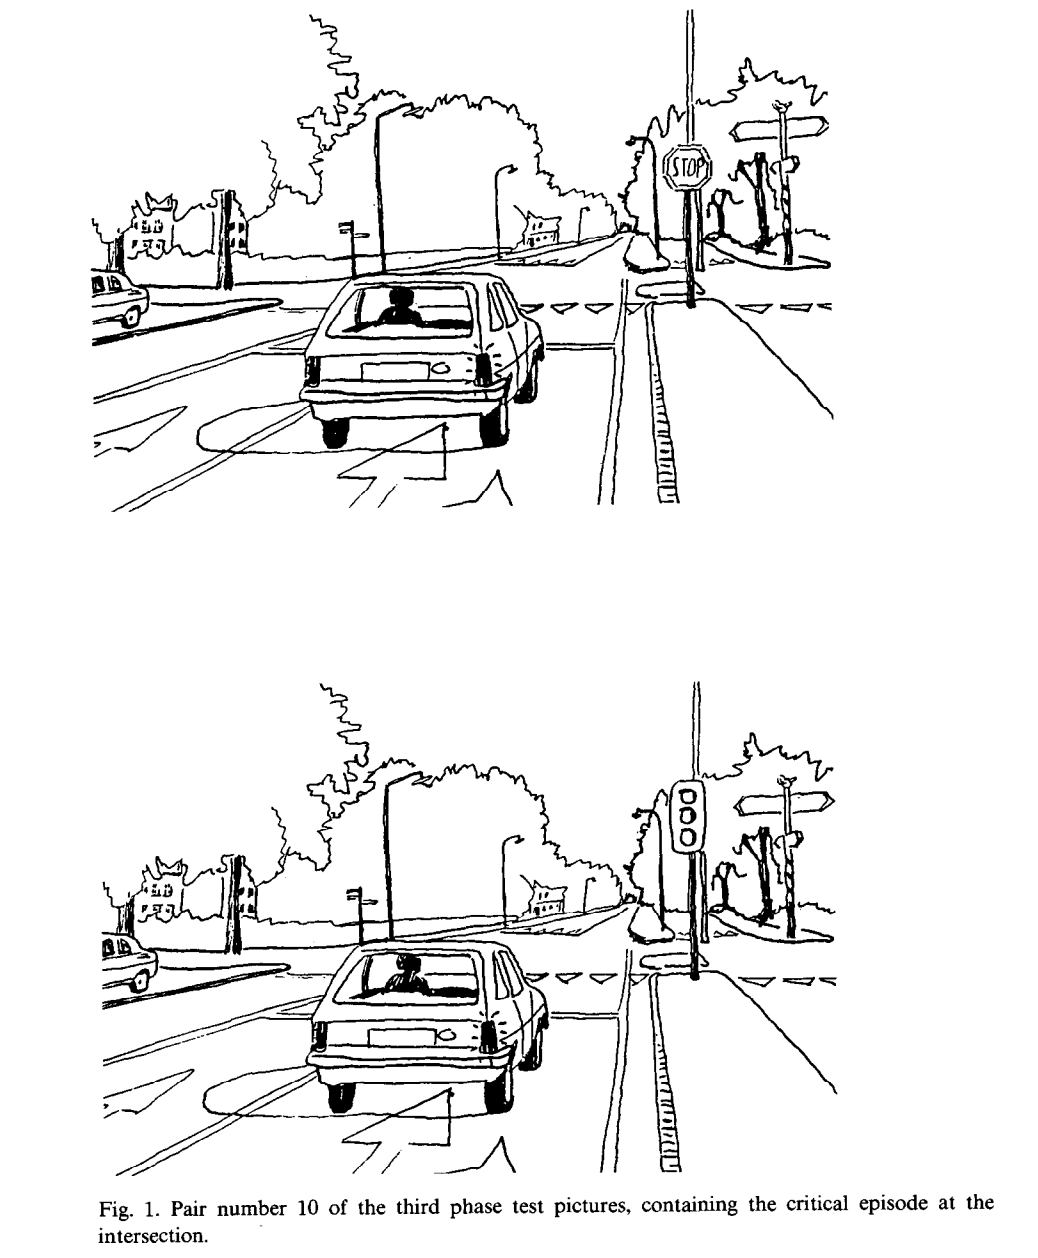 STOP
Fig. 1. Pair number 10 of the third phase test pictures, containing the critical episode at the
intersection.